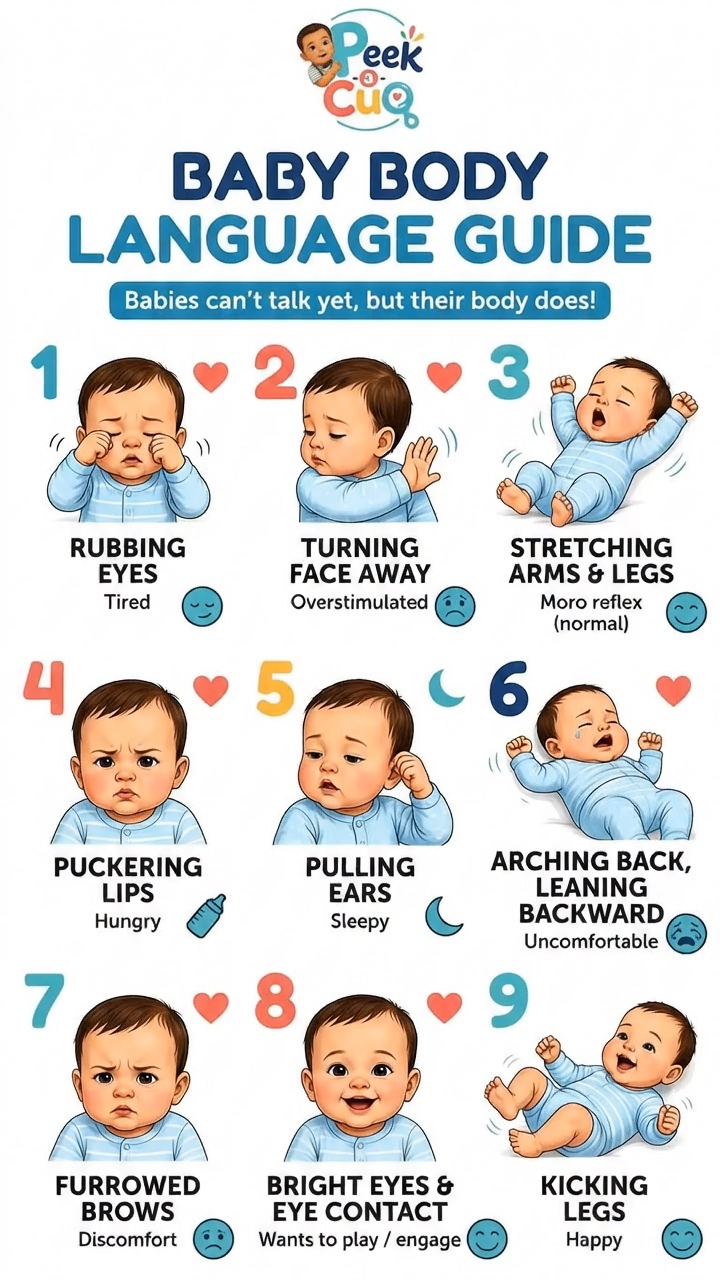 Peek
-a-
CuQ
BABY BODY
LANGUAGE GUIDE
Babies can't talk yet, but their body does!
1
RUBBING
EYES
Tired
2
TURNING
FACE AWAY
Overstimulated
3
STRETCHING
ARMS & LEGS
Moro reflex
(normal)
4
PUCKERING
LIPS
Hungry
5
PULLING
EARS
Sleepy
6
ARCHING BACK,
LEANING
BACKWARD
Uncomfortable
7
FURROWED
BROWS
Discomfort
8
BRIGHT EYES &
EYE CONTACT
Wants to play / engage
9
KICKING
LEGS
Happy